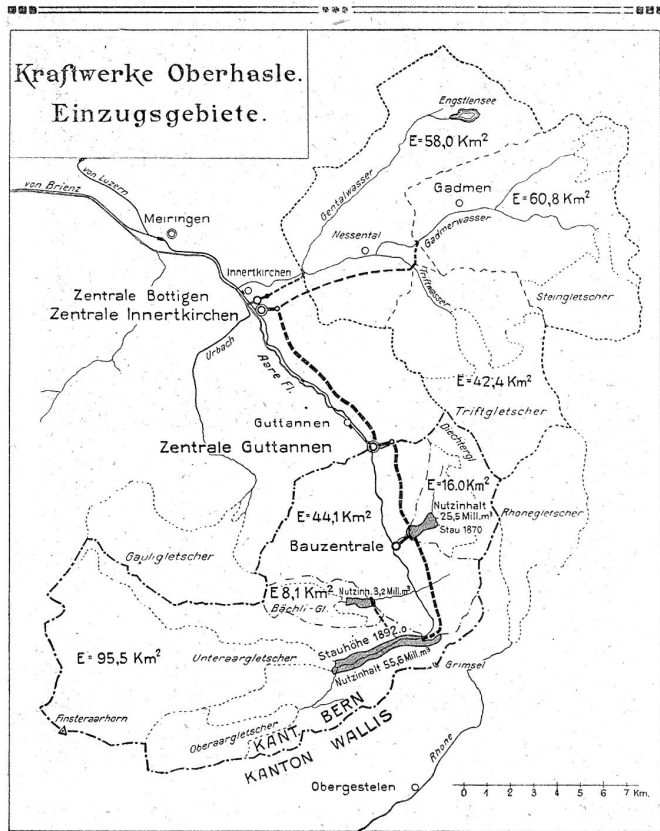 Kraftwerke Oberhasle.
Einzugsgebiete.
Engstlensee
E=58,0 Km²
Gentalwasser
Gadmen
E=60,8 Km²
von Luzern
von Brienz
Meiringen
Nessental
Gadmerwasser
Innertkirchen
Triftwasser
Steingletscher
Zentrale Bottigen
Zentrale Innertkirchen
Urbach
Aare Fl.
E=42,4 Km²
Triftgletscher
Guttannen
Zentrale Guttannen
Diechtergl.
E=16.0 Km²
Nutzinhalt
25,5 Mill.m³
Stau 1870
Rhonegletscher
E=44,1 Km²
Bauzentrale
Gauligletscher
E 8,1 Km²
Nutzinh. 3,2 Mill.m³
Bächli-Gl.
Stauhöhe 1892.0
E=95,5 Km²
Unteraargletscher
Nutzinhalt 55,6 Mill.m³
Grimsel
Finsteraarhorn
Oberaargletscher
KANT. BERN
KANTON WALLIS
Rhone
Obergestelen
0 1 2 3 4 5 6 7 Km.